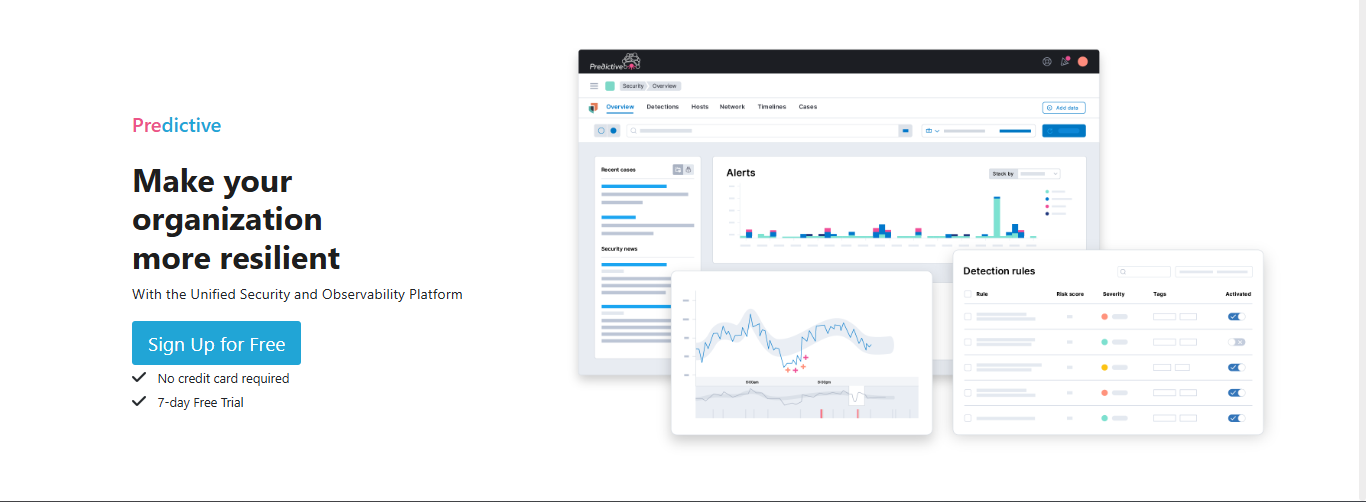 Predictive
Make your
organization
more resilient
With the Unified Security and Observability Platform
Sign Up for Free
No credit card required
7-day Free Trial
Predictive
Security Overview
Overview Detections Hosts Network Timelines Cases
Add data
Recent cases
Security news
Alerts
Stack by
9:00am
Detection rules
Rule Risk score Severity Tags Activated